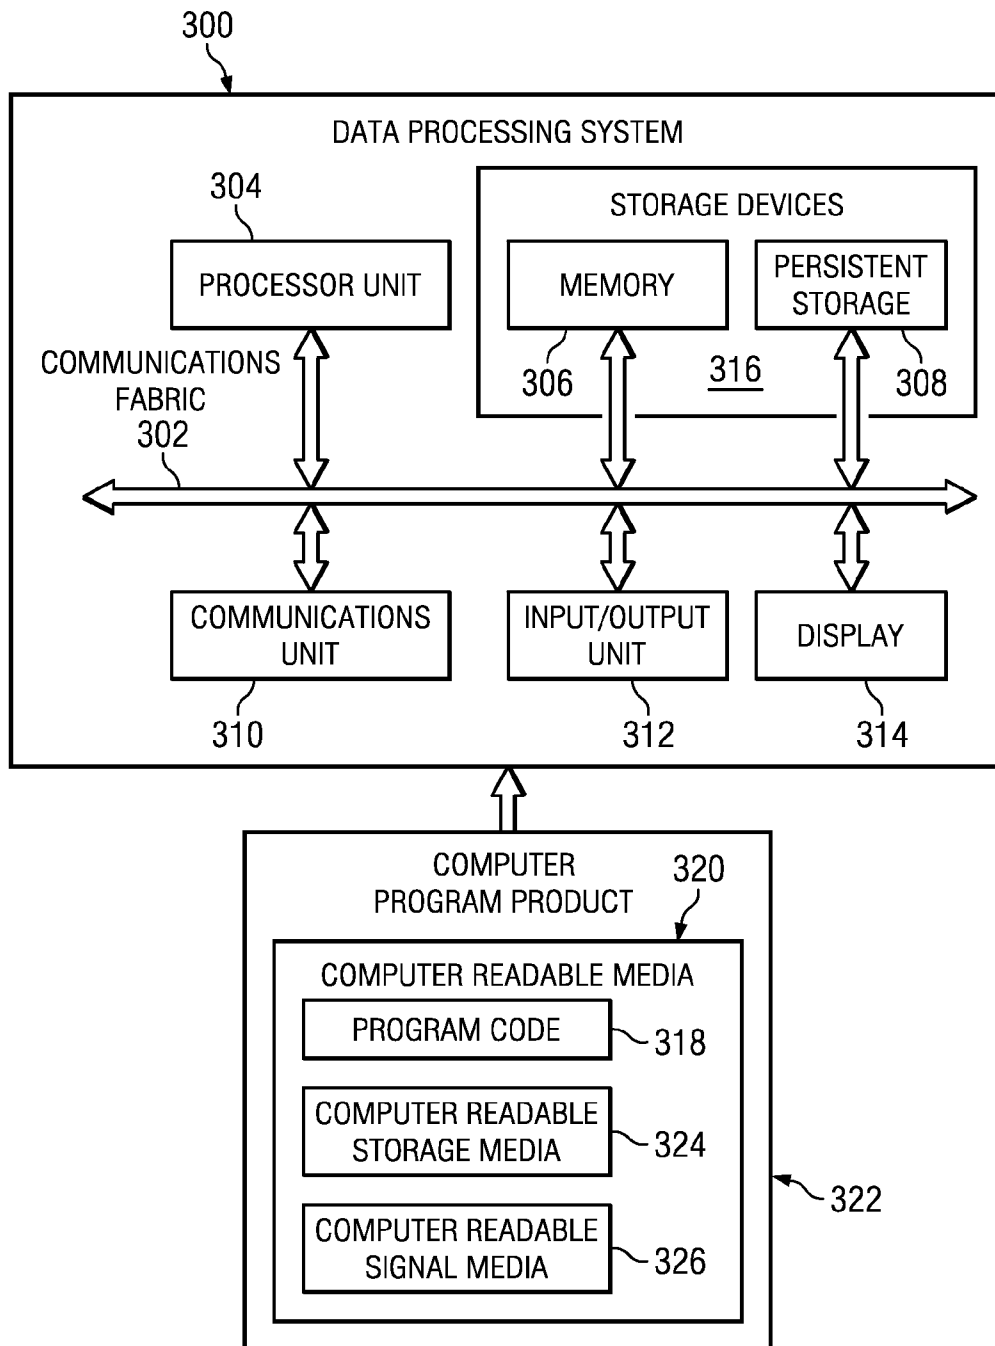 300
DATA PROCESSING SYSTEM
304
STORAGE DEVICES
PROCESSOR UNIT
MEMORY
PERSISTENT
STORAGE
COMMUNICATIONS
FABRIC
302
306
316
308
COMMUNICATIONS
UNIT
INPUT/OUTPUT
UNIT
DISPLAY
310
312
314
COMPUTER
PROGRAM PRODUCT
320
COMPUTER READABLE MEDIA
PROGRAM CODE
318
COMPUTER READABLE
STORAGE MEDIA
324
322
COMPUTER READABLE
SIGNAL MEDIA
326